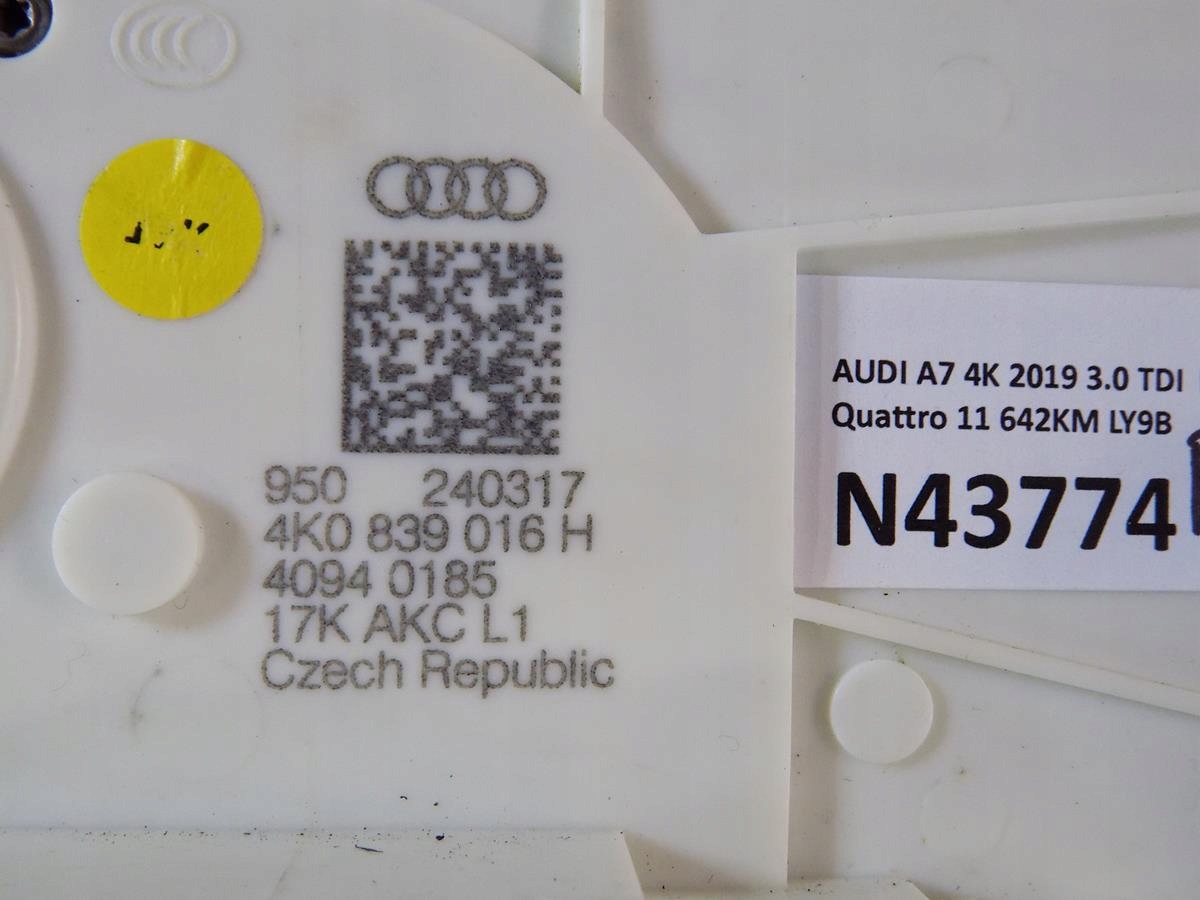 950 240317
4K0 839 016 H
4094 0185
17K AKC L1
Czech Republic
AUDI A7 4K 2019 3.0 TDI
Quattro 11 642KM LY9B
N43774